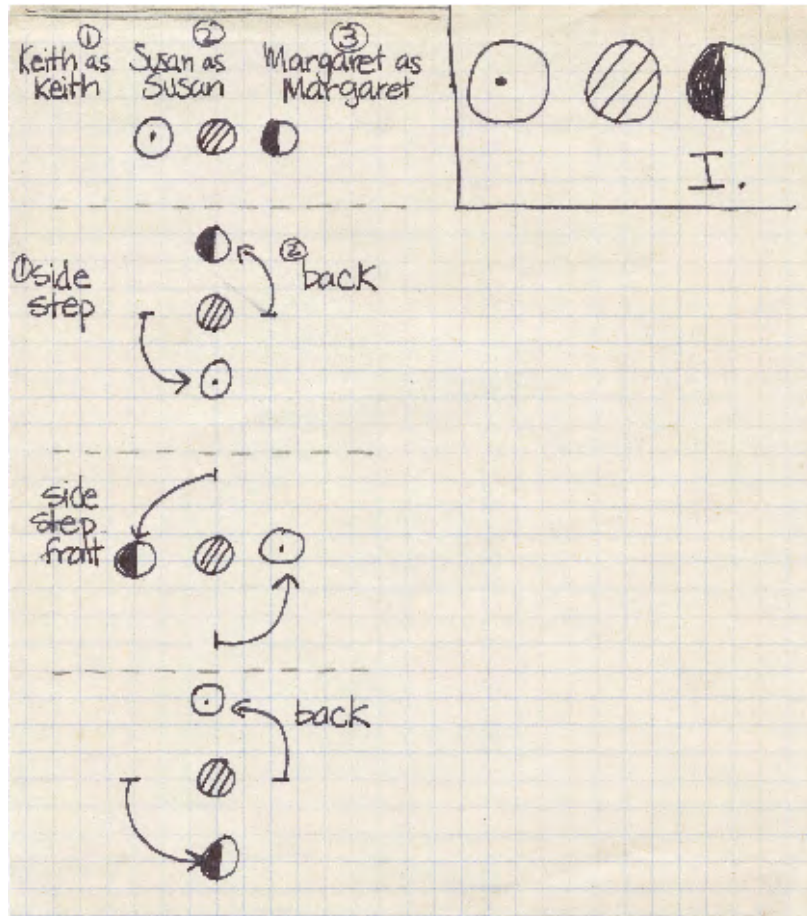 ① ② ③
Keith as Susan as Margaret as
Keith Susan Margaret
I.
①side
step
② back
side
step
front
back